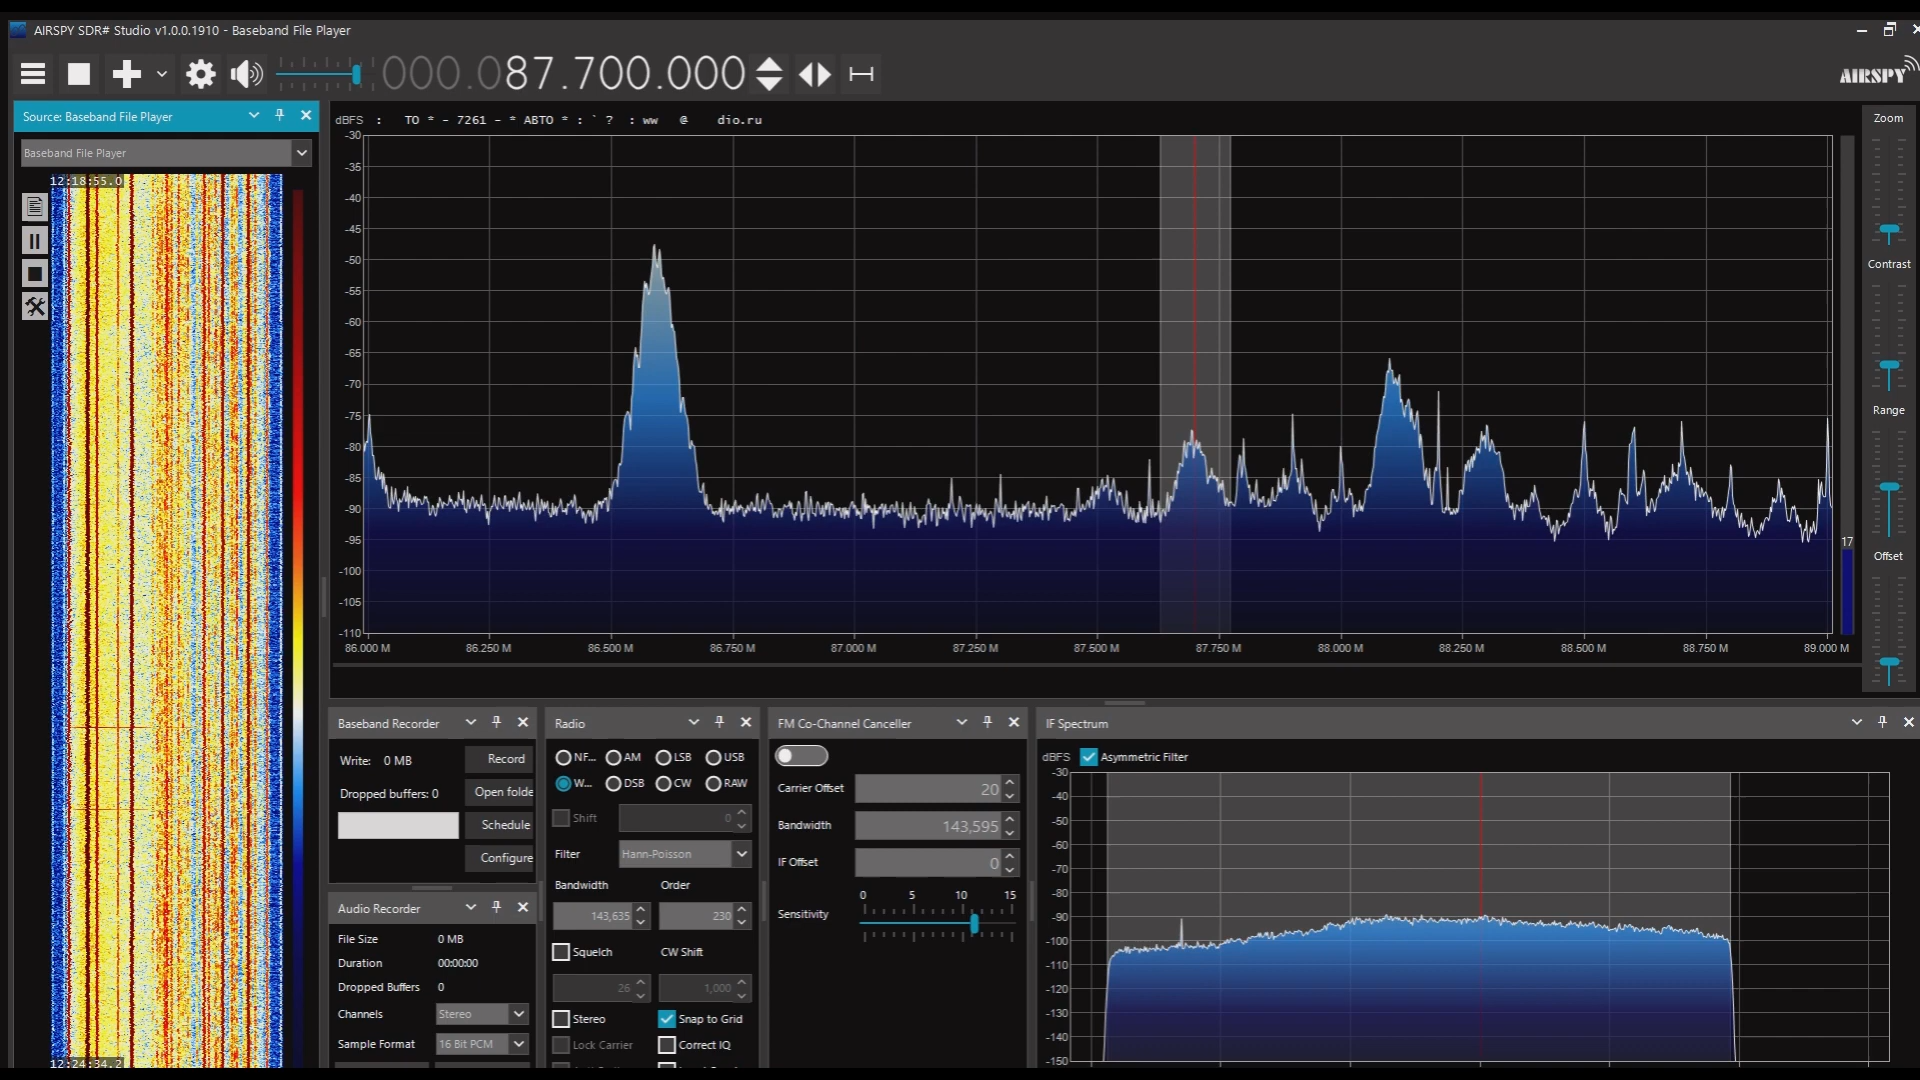 AIRSPY SDR# Studio v1.0.0.1910 - Baseband File Player
000.087.700.000
AIRSPY
Source: Baseband File Player
Baseband File Player
12:18:55.0
12:24:34.2
dBFS : TO * - 7261 - * ABTO * : ` ? : ww @ dio.ru
-30
-35
-40
-45
-50
-55
-60
-65
-70
-75
-80
-85
-90
-95
-100
-105
-110
86.000 M 86.250 M 86.500 M 86.750 M 87.000 M 87.250 M 87.500 M 87.750 M 88.000 M 88.250 M 88.500 M 88.750 M 89.000 M
17
Zoom
Contrast
Range
Offset
Baseband Recorder
Write: 0 MB
Record
Dropped buffers: 0
Open folde
Schedule
Configure
Audio Recorder
File Size 0 MB
Duration 00:00:00
Dropped Buffers 0
Channels Stereo
Sample Format 16 Bit PCM
Radio
NF... AM LSB USB
W... DSB CW RAW
Shift 0
Filter Hann-Poisson
Bandwidth Order
143,635 230
Squelch CW Shift
26 1,000
Stereo Snap to Grid
Lock Carrier Correct IQ
FM Co-Channel Canceller
Carrier Offset 20
Bandwidth 143,595
IF Offset 0
0 5 10 15
Sensitivity
IF Spectrum
dBFS Asymmetric Filter
-30
-40
-50
-60
-70
-80
-90
-100
-110
-120
-130
-140
-150